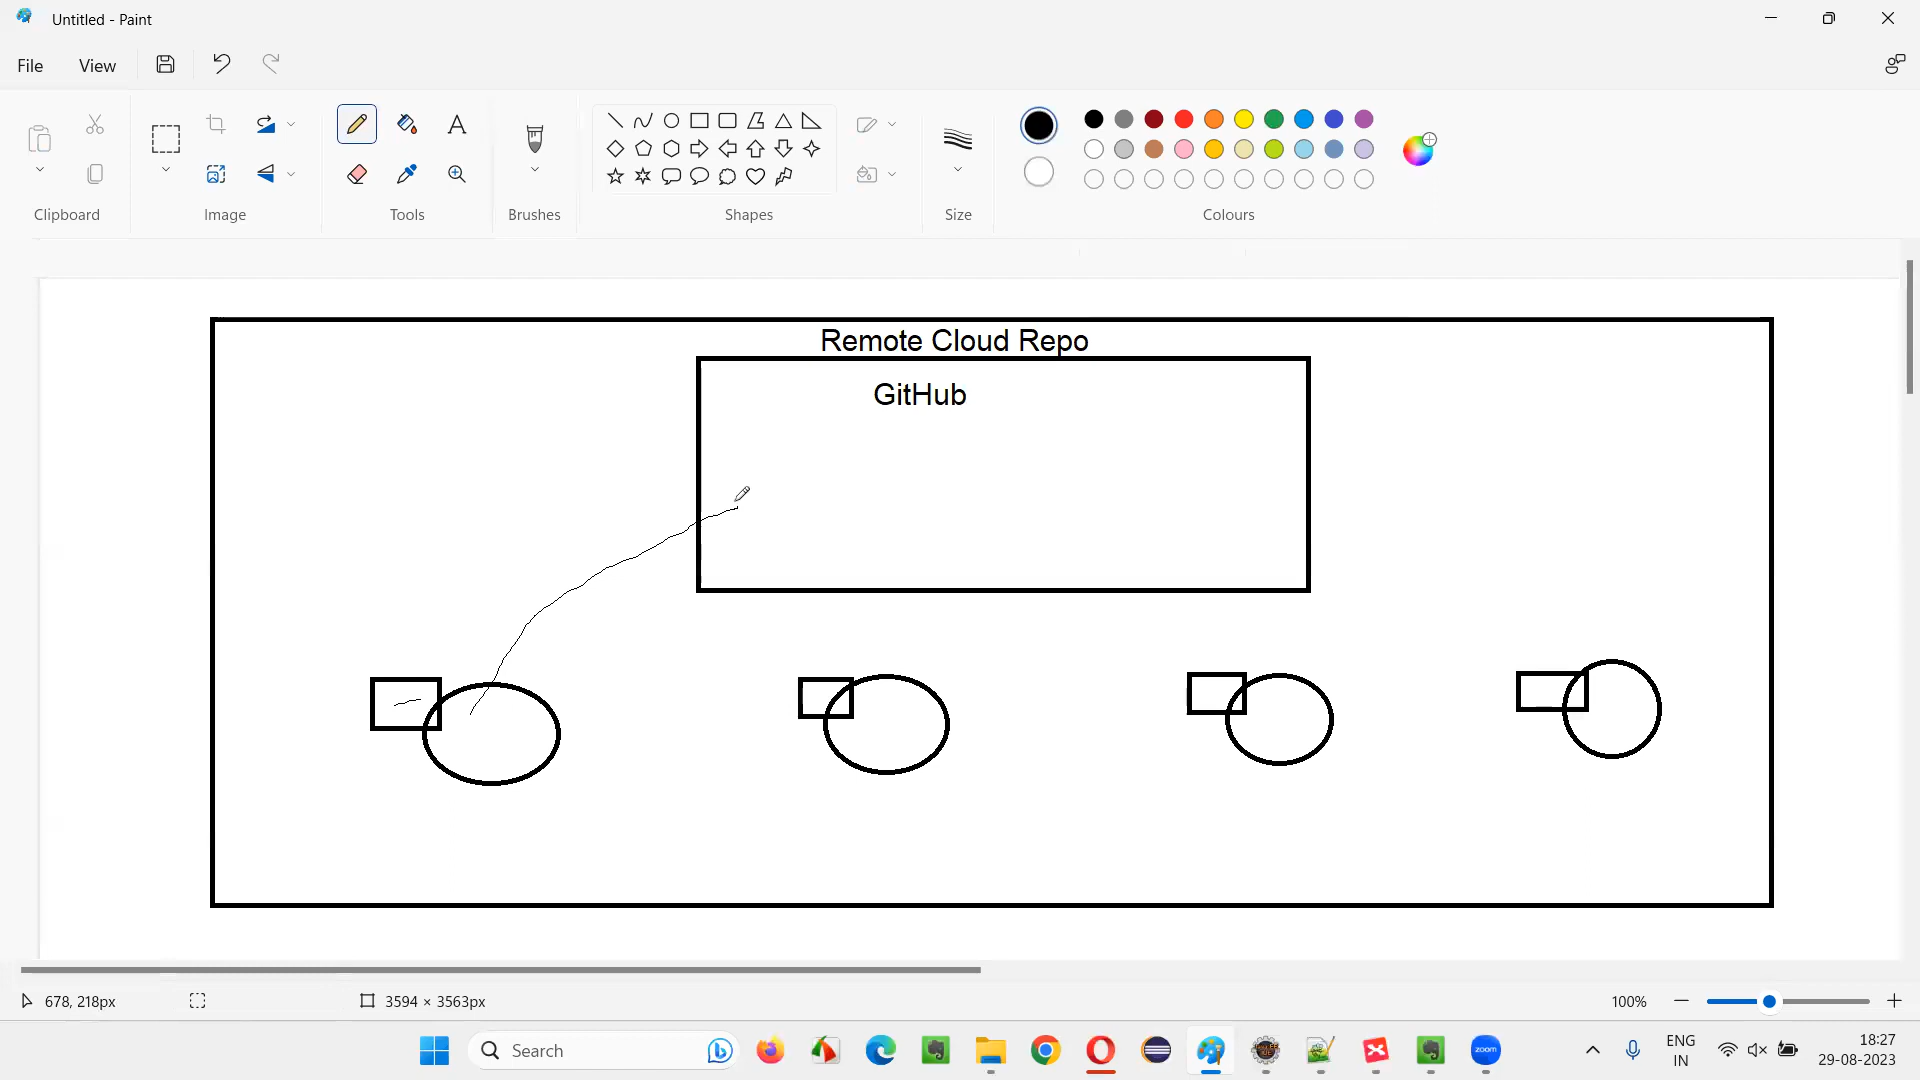 Untitled - Paint
File View
Clipboard
Image
Tools
Brushes
Shapes
Size
Colours
Remote Cloud Repo
GitHub
678, 218px
3594 × 3563px
100%
Search
zoom
ENG
IN
18:27
29-08-2023